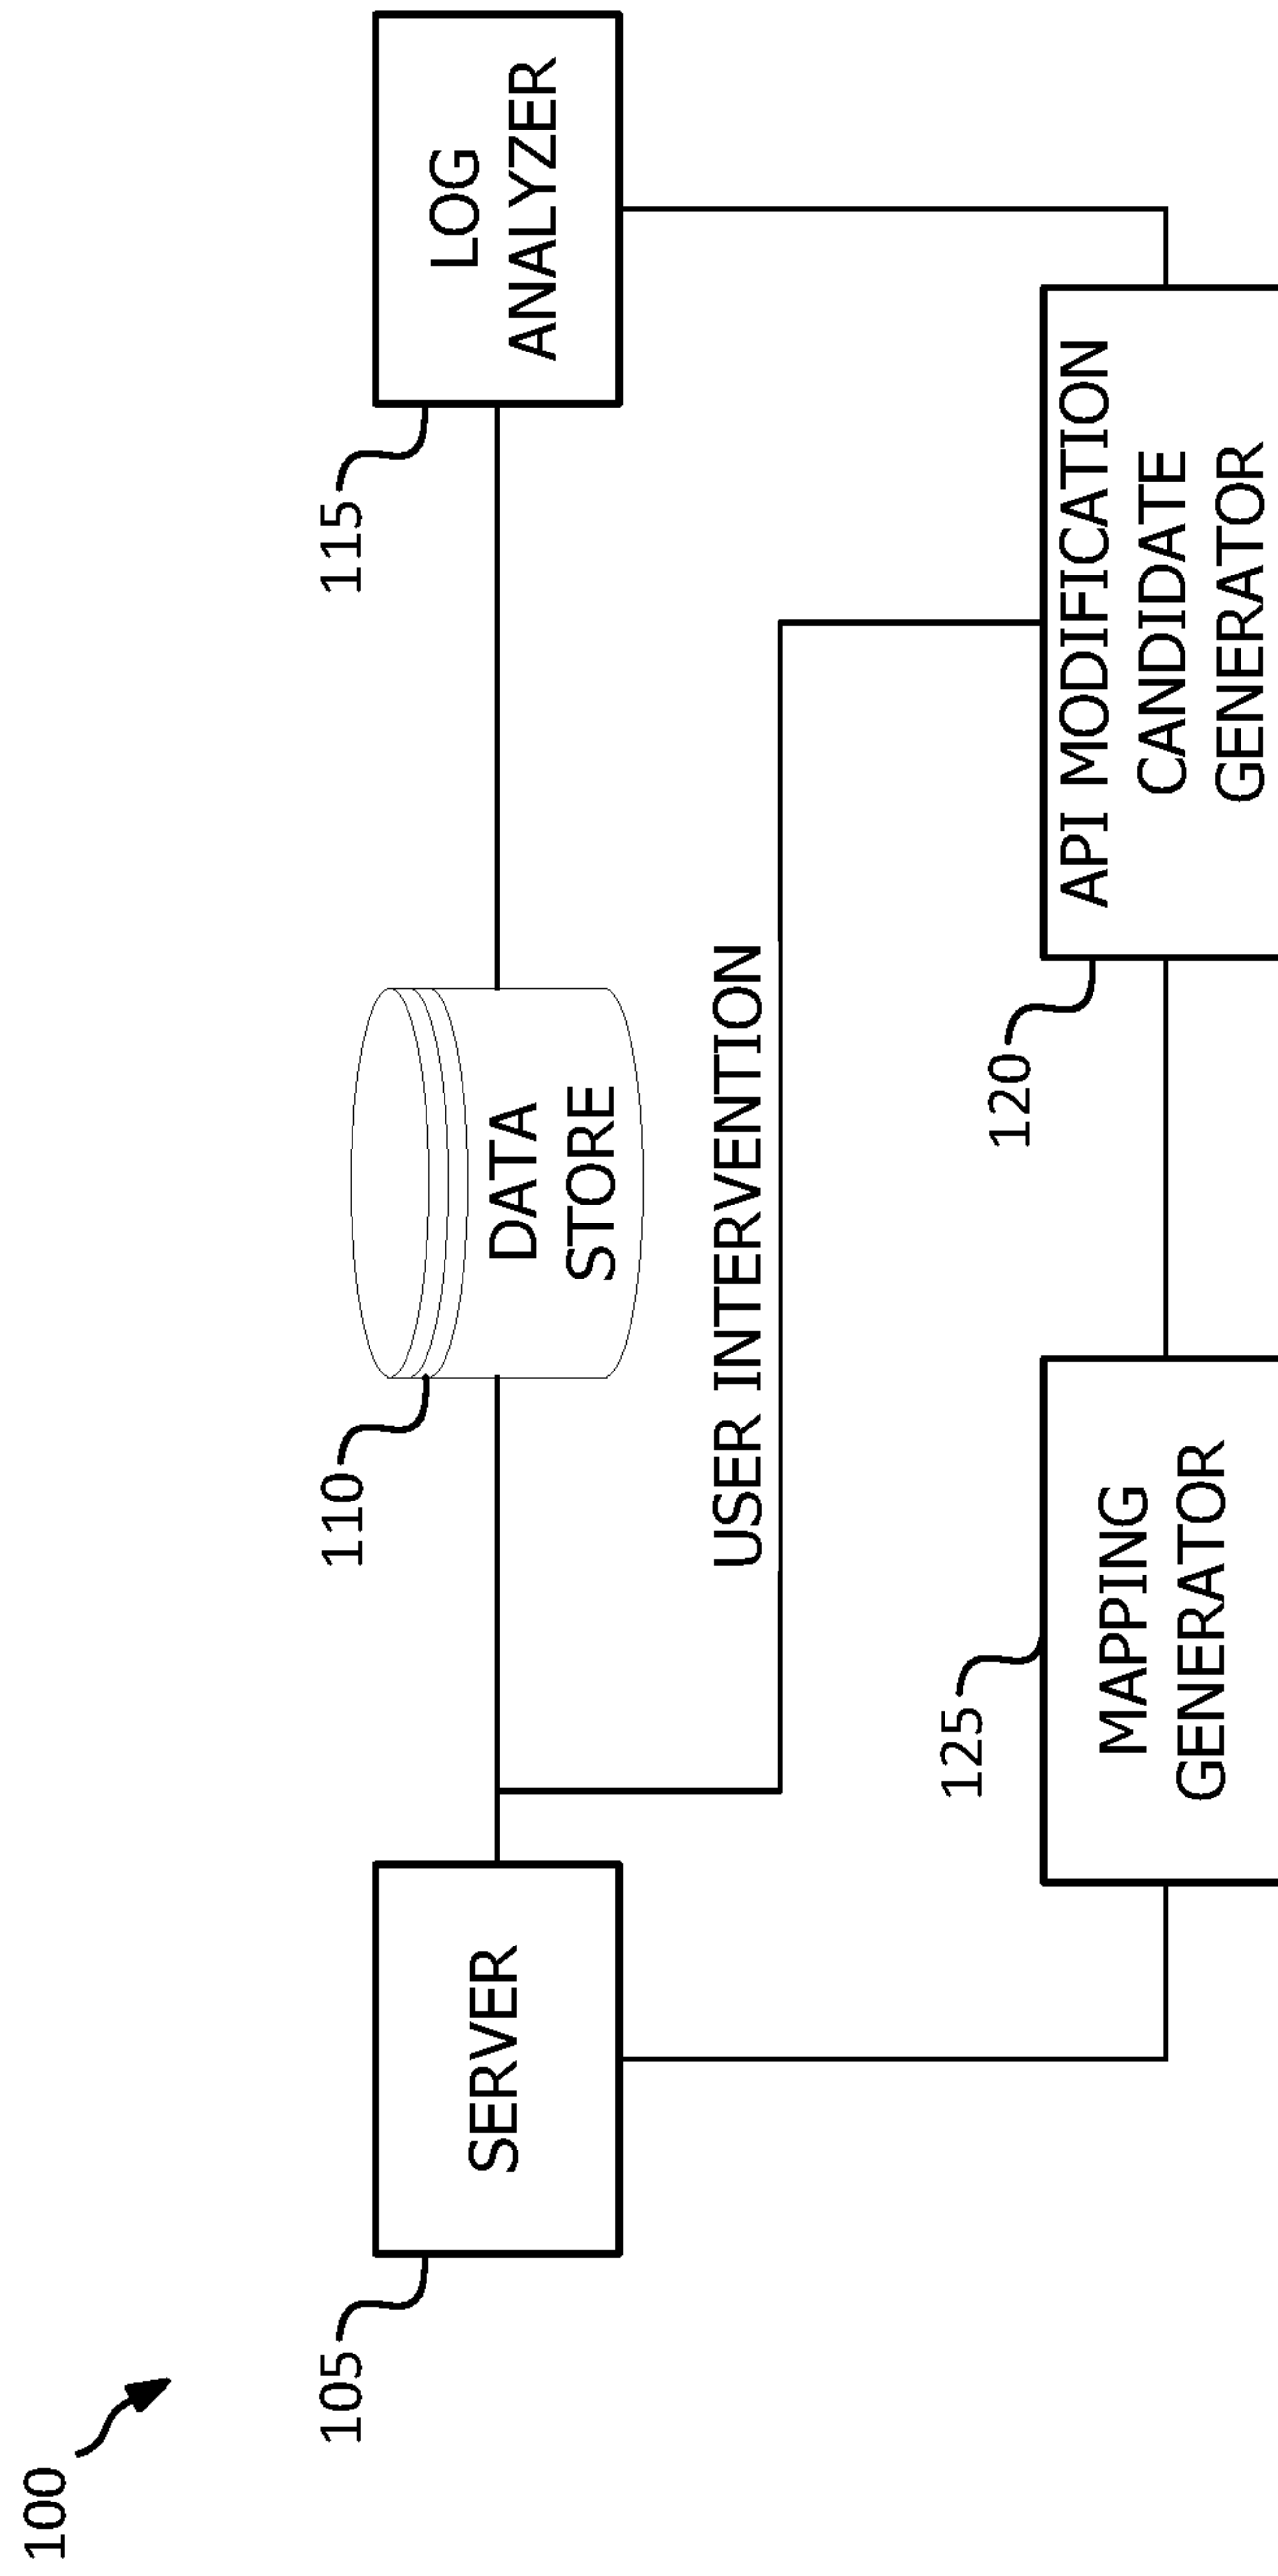 100
105
SERVER
110
DATA
STORE
115
LOG
ANALYZER
USER INTERVENTION
125
MAPPING
GENERATOR
120
API MODIFICATION
CANDIDATE
GENERATOR